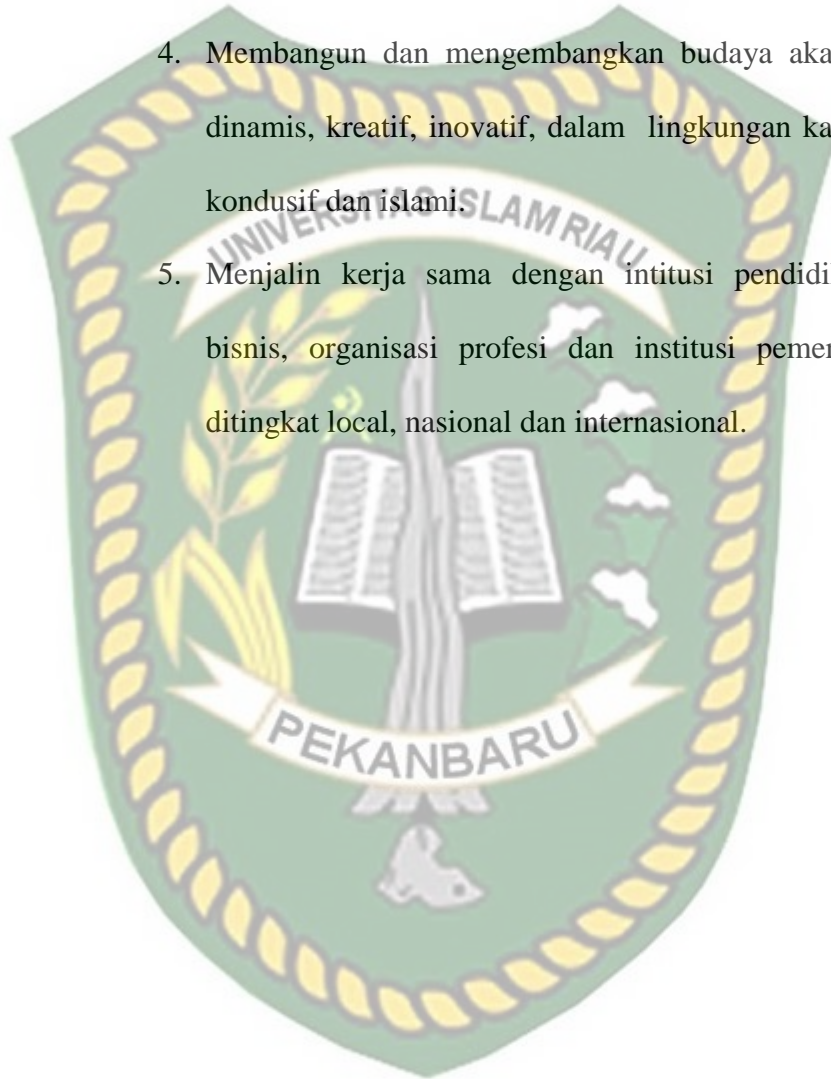 4. Membangun dan mengembangkan budaya aka
dinamis, kreatif, inovatif, dalam lingkungan ka
kondusif dan islami.
UNIVERSITAS ISLAM RIAU
5. Menjalin kerja sama dengan intitusi pendidi
bisnis, organisasi profesi dan institusi pemer
ditingkat local, nasional dan internasional.
PEKANBARU